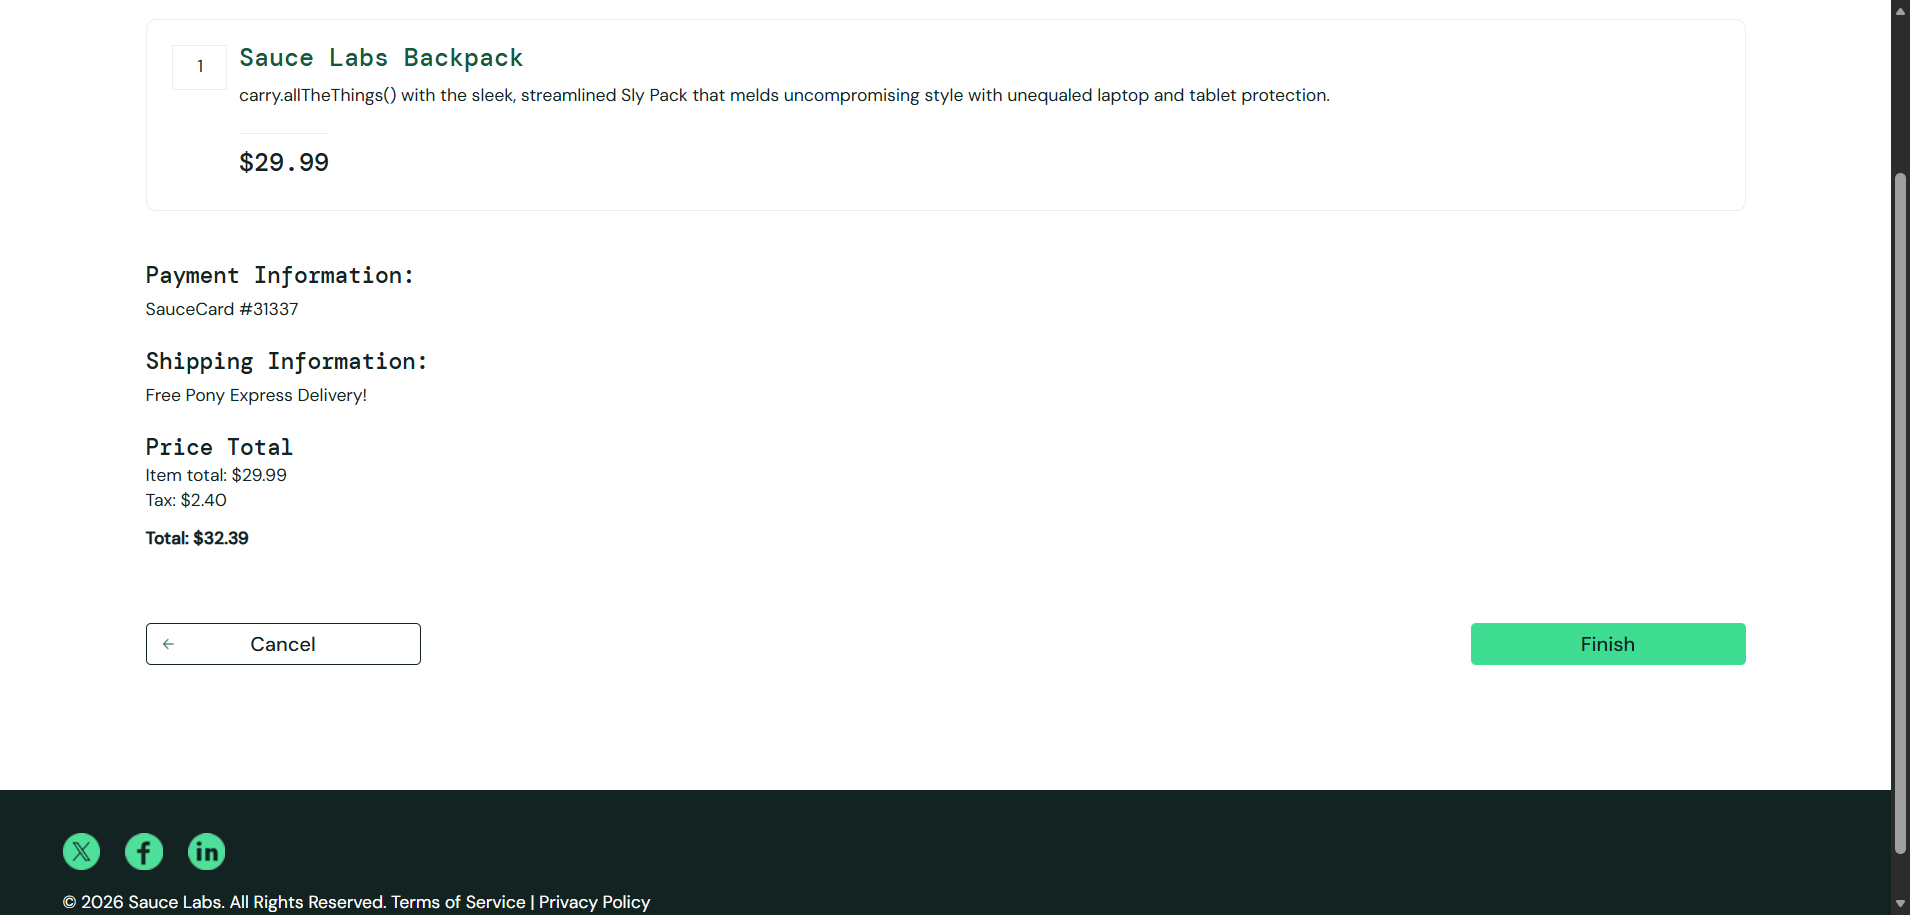 1
Sauce Labs Backpack
carry.allTheThings() with the sleek, streamlined Sly Pack that melds uncompromising style with unequaled laptop and tablet protection.
$29.99
Payment Information:
SauceCard #31337
Shipping Information:
Free Pony Express Delivery!
Price Total
Item total: $29.99
Tax: $2.40
Total: $32.39
Cancel
Finish
© 2026 Sauce Labs. All Rights Reserved. Terms of Service | Privacy Policy